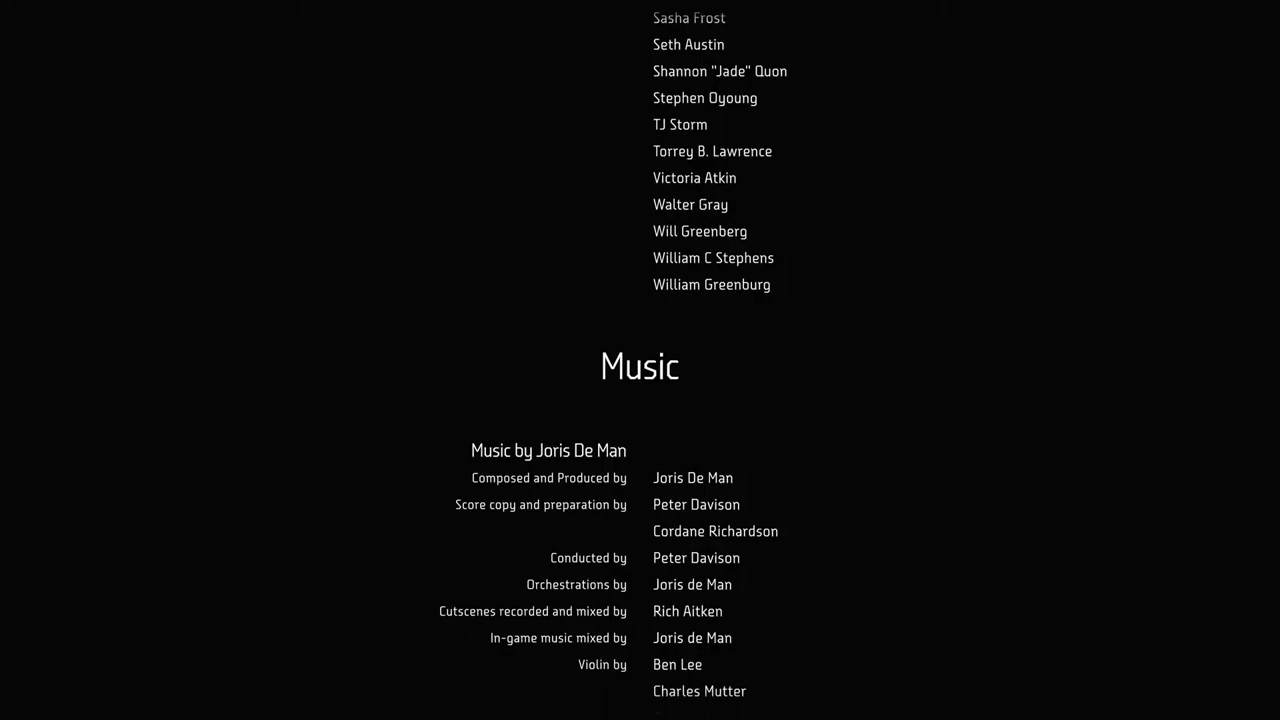 Sasha Frost
Seth Austin
Shannon "Jade" Quon
Stephen Oyoung
TJ Storm
Torrey B. Lawrence
Victoria Atkin
Walter Gray
Will Greenberg
William C Stephens
William Greenburg
Music
Music by Joris De Man
Composed and Produced by Joris De Man
Score copy and preparation by Peter Davison
Cordane Richardson
Conducted by Peter Davison
Orchestrations by Joris de Man
Cutscenes recorded and mixed by Rich Aitken
In-game music mixed by Joris de Man
Violin by Ben Lee
Charles Mutter